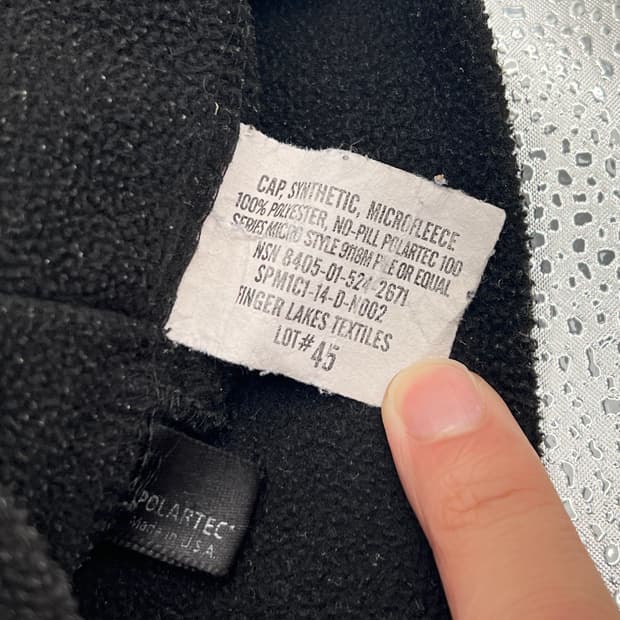 CAP, SYNTHETIC, MICROFLEECE
100% POLYESTER, NO-PILL POLARTEC 100
SERIES MICRO STYLE 9118M PILE OR EQUAL
NSN 8405-01-524-2671
SPM1C1-14-D-N002
FINGER LAKES TEXTILES
LOT# 45
POLARTEC
Made in U.S.A.